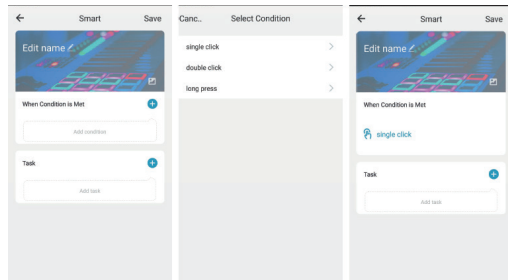 Smart
Save
Edit name
When Condition is Met
Add condition
Task
Add task
Canc..
Select Condition
single click
double click
long press
Smart
Save
Edit name
When Condition is Met
single click
Task
Add task